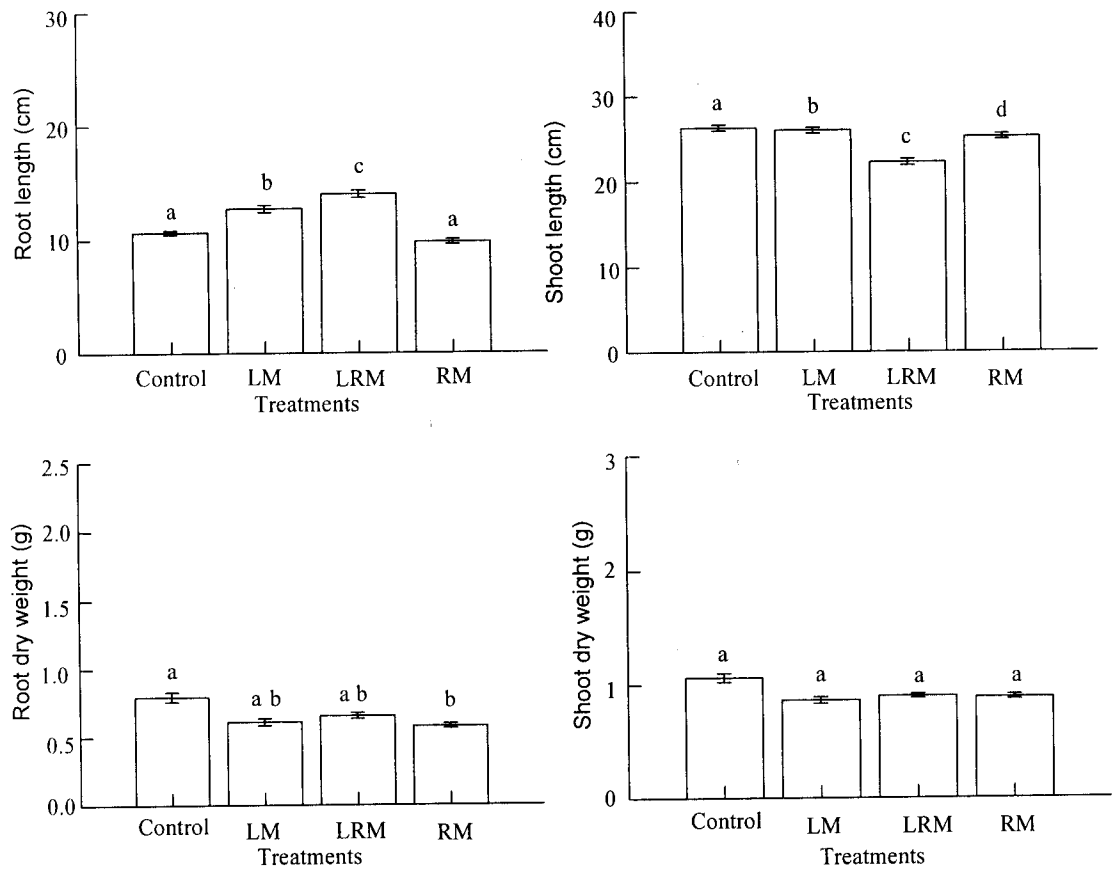 Root length (cm)
30
20
10
0
a
b
c
a
Control LM LRM RM
Treatments
Shoot length (cm)
40
30
20
10
0
a
b
c
d
Control LM LRM RM
Treatments
Root dry weight (g)
2.5
2.0
1.5
1.0
0.5
0.0
a
a b
a b
b
Control LM LRM RM
Treatments
Shoot dry weight (g)
3
2
1
0
a
a
a
a
Control LM LRM RM
Treatments